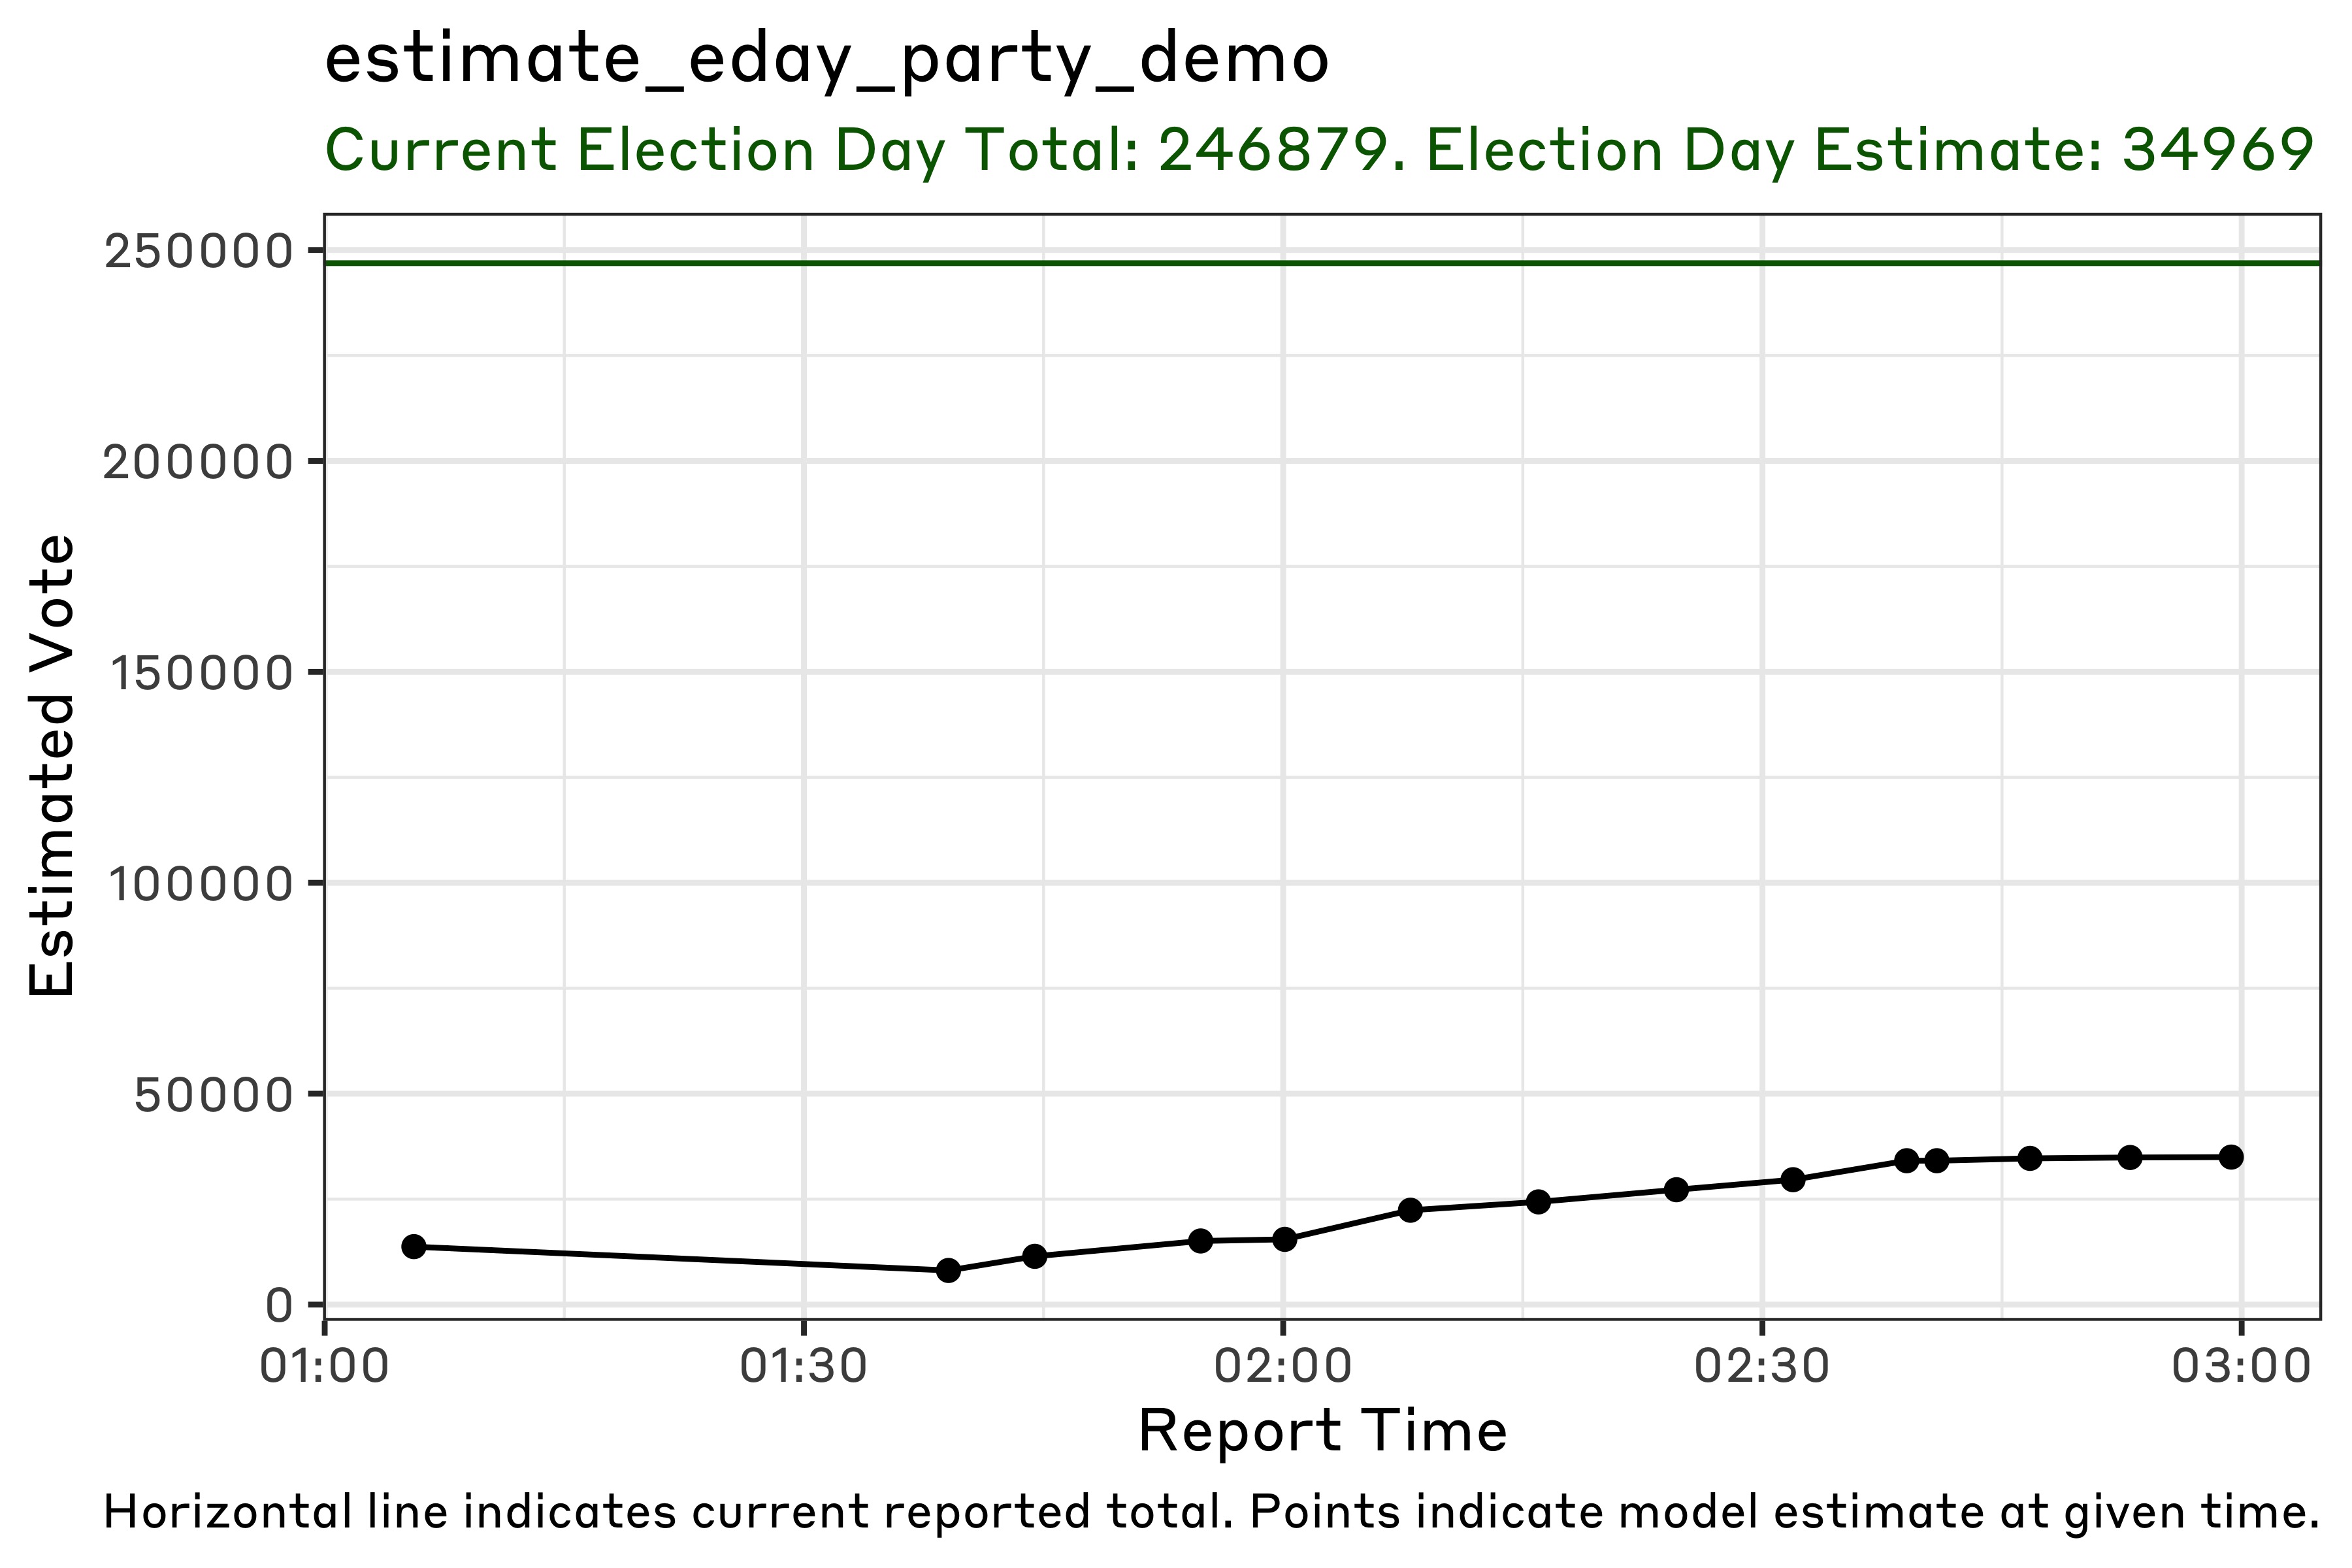 estimate_eday_party_demo
Current Election Day Total: 246879. Election Day Estimate: 34969
250000
200000
150000
100000
50000
0
Estimated Vote
01:00 01:30 02:00 02:30 03:00
Report Time
Horizontal line indicates current reported total. Points indicate model estimate at given time.